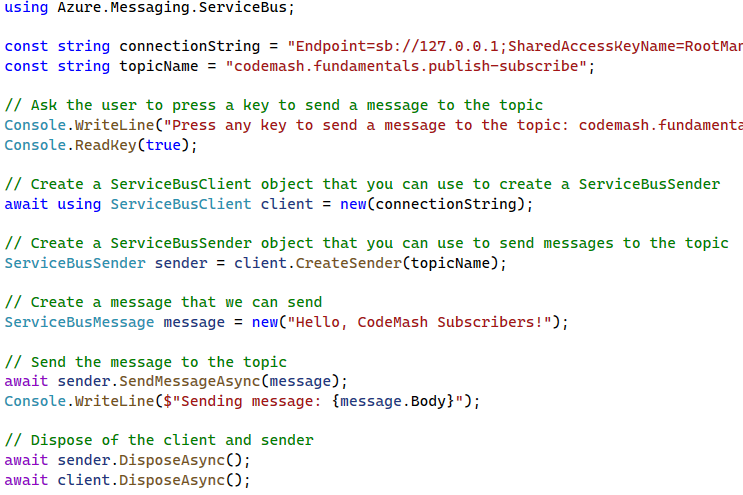 using Azure.Messaging.ServiceBus;
const string connectionString = "Endpoint=sb://127.0.0.1;SharedAccessKeyName=RootMan
const string topicName = "codemash.fundamentals.publish-subscribe";
// Ask the user to press a key to send a message to the topic
Console.WriteLine("Press any key to send a message to the topic: codemash.fundamenta
Console.ReadKey(true);
// Create a ServiceBusClient object that you can use to create a ServiceBusSender
await using ServiceBusClient client = new(connectionString);
// Create a ServiceBusSender object that you can use to send messages to the topic
ServiceBusSender sender = client.CreateSender(topicName);
// Create a message that we can send
ServiceBusMessage message = new("Hello, CodeMash Subscribers!");
// Send the message to the topic
await sender.SendMessageAsync(message);
Console.WriteLine($"Sending message: {message.Body}");
// Dispose of the client and sender
await sender.DisposeAsync();
await client.DisposeAsync();